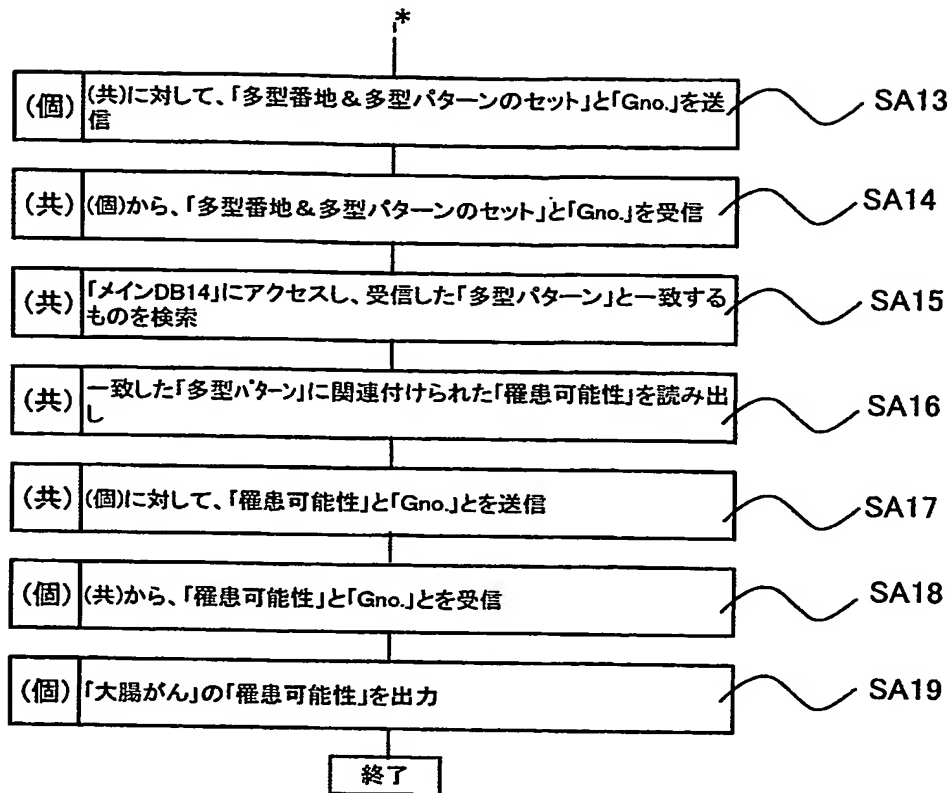 *
(個) (共)に対して、「多型番地＆多型パターンのセット」と「Gno.」を送
信
SA13
(共) (個)から、「多型番地＆多型パターンのセット」と「Gno.」を受信
SA14
(共) 「メインDB14」にアクセスし、受信した「多型パターン」と一致する
ものを検索
SA15
(共) 一致した「多型パターン」に関連付けられた「罹患可能性」を読み出
し
SA16
(共) (個)に対して、「罹患可能性」と「Gno.」とを送信
SA17
(個) (共)から、「罹患可能性」と「Gno.」とを受信
SA18
(個) 「大腸がん」の「罹患可能性」を出力
SA19
終了